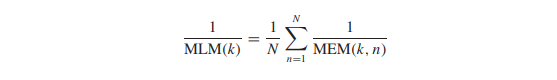 1/MLM(k) = 1/N ∑_{n=1}^{N} 1/MEM(k, n)